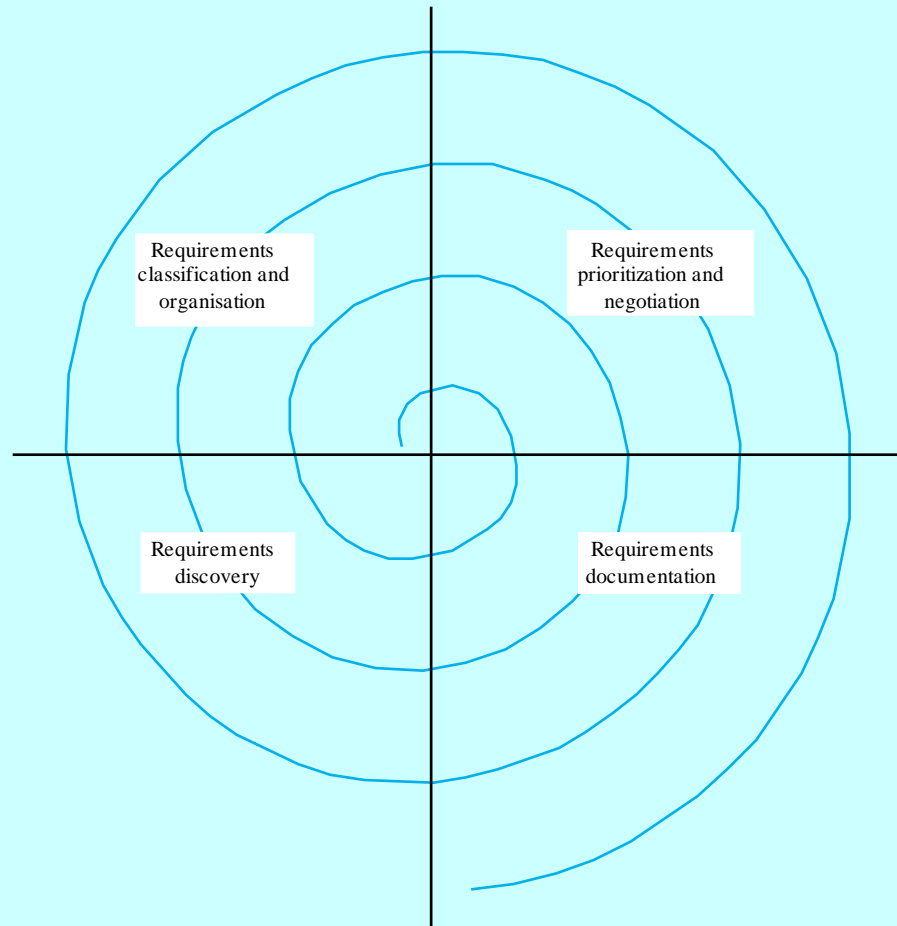 Requirements
classification and
organisation
Requirements
prioritization and
negotiation
Requirements
discovery
Requirements
documentation